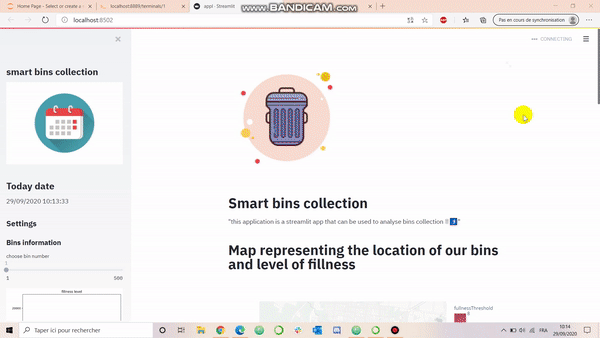 Home Page - Select or create a n
localhost:8889/terminals/1
appl · Streamlit
www.BANDICAM.com
localhost:8502
Pas en cours de synchronisation
CONNECTING
smart bins collection
Today date
29/09/2020 10:13:33
Settings
Bins information
choose bin number
1
1
500
fillness level
Smart bins collection
"this application is a streamlit app that can be used to analyse bins collection !! "
Map representing the location of our bins
and level of fillness
fullnessThreshold
Taper ici pour rechercher
FRA
10:14
29/09/2020